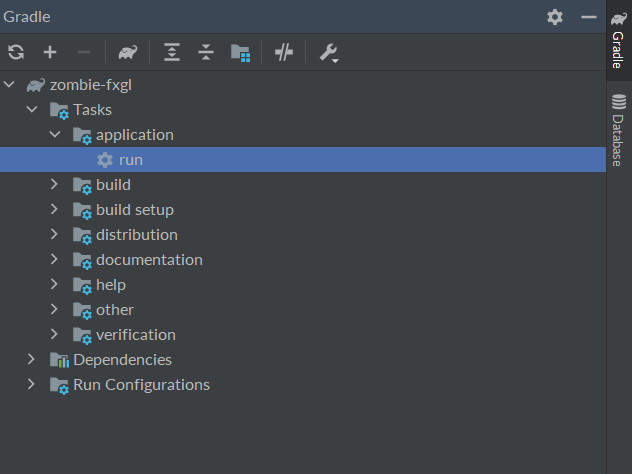 Gradle
zombie-fxgl
Tasks
application
run
build
build setup
distribution
documentation
help
other
verification
Dependencies
Run Configurations
Gradle
Database